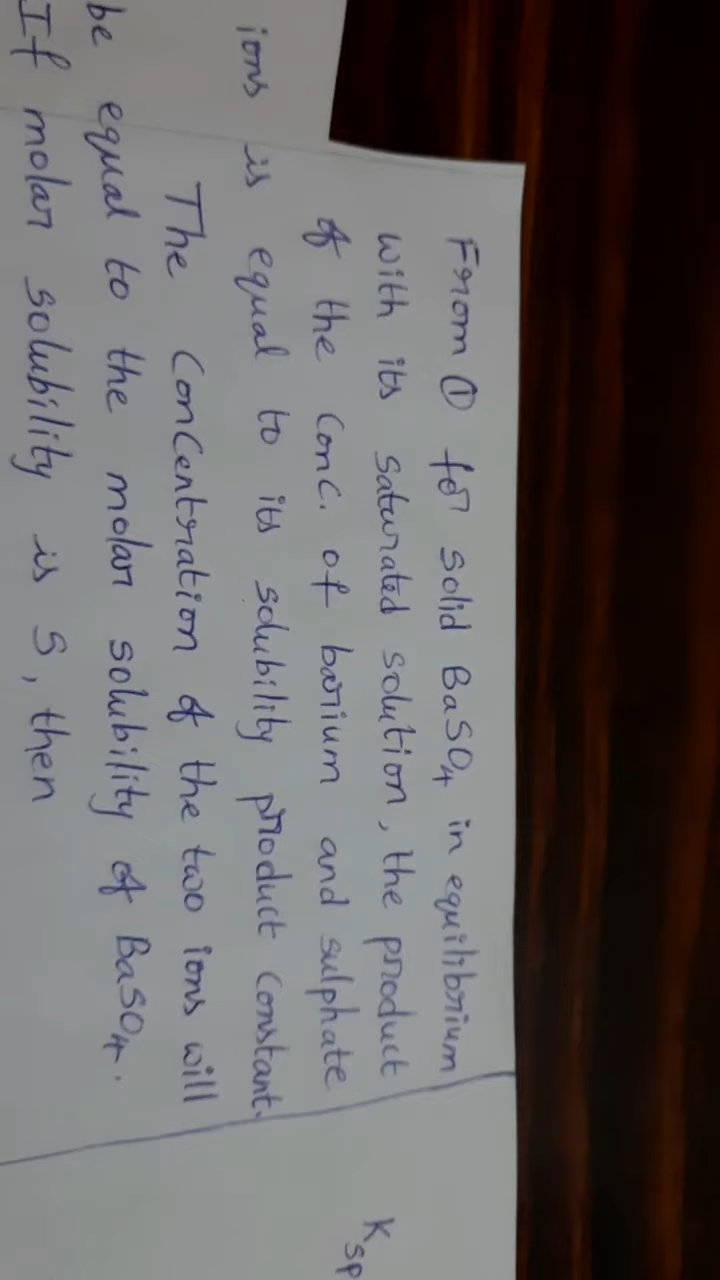 From ① for solid BaSO4 in equilibrium
with its saturated solution, the product
of the conc. of barium and sulphate
ions is equal to its solubility product constant.
The concentration of the two ions will
be equal to the molar solubility of BaSO4.
If molar solubility is S, then
Ksp